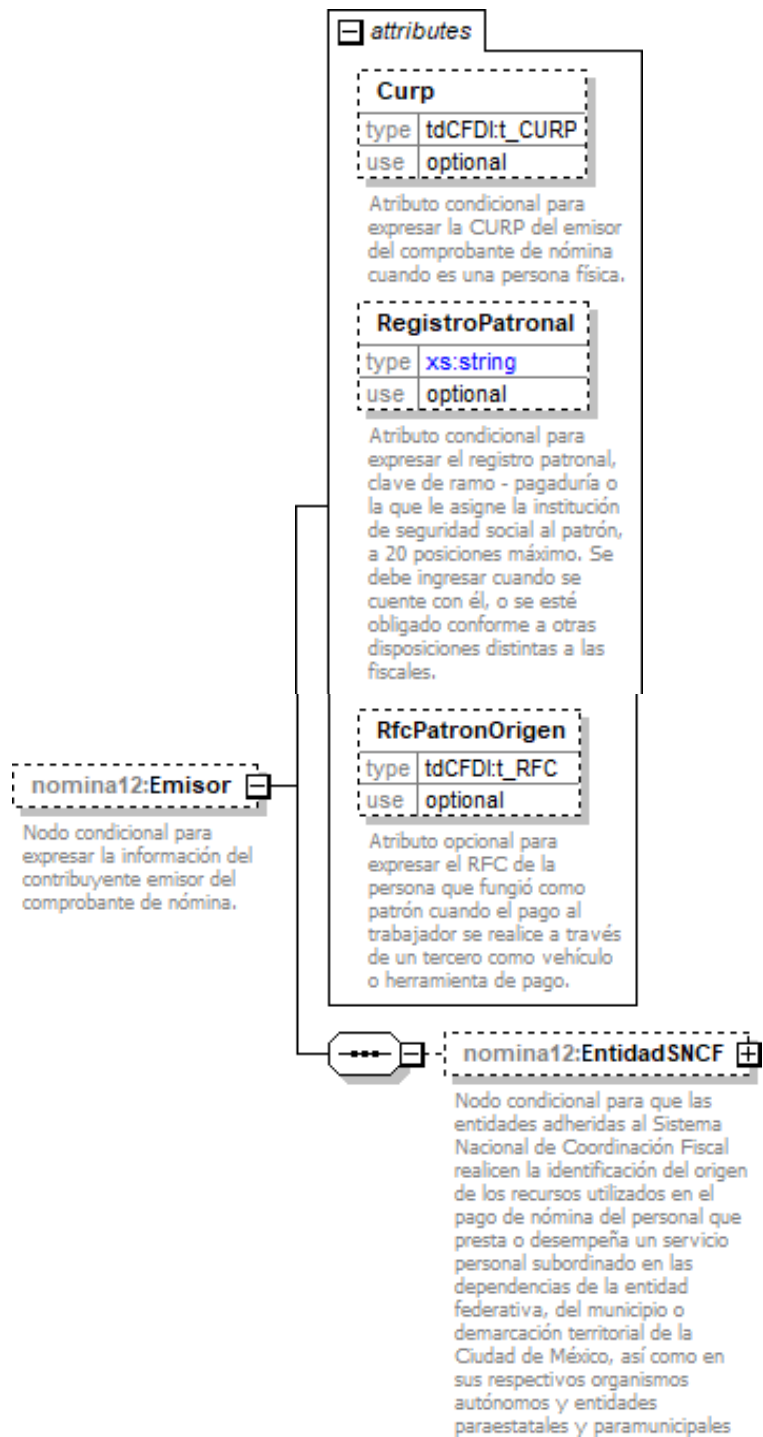 attributes
Curp
type tdCFDI:t_CURP
use optional
Atributo condicional para
expresar la CURP del emisor
del comprobante de nómina
cuando es una persona física.
RegistroPatronal
type xs:string
use optional
Atributo condicional para
expresar el registro patronal,
clave de ramo - pagaduría o
la que le asigne la institución
de seguridad social al patrón,
a 20 posiciones máximo. Se
debe ingresar cuando se
cuente con él, o se esté
obligado conforme a otras
disposiciones distintas a las
fiscales.
RfcPatronOrigen
type tdCFDI:t_RFC
use optional
Atributo opcional para
expresar el RFC de la
persona que fungió como
patrón cuando el pago al
trabajador se realice a través
de un tercero como vehículo
o herramienta de pago.
nomina12:Emisor
Nodo condicional para
expresar la información del
contribuyente emisor del
comprobante de nómina.
nomina12:EntidadSNCF
Nodo condicional para que las
entidades adheridas al Sistema
Nacional de Coordinación Fiscal
realicen la identificación del origen
de los recursos utilizados en el
pago de nómina del personal que
presta o desempeña un servicio
personal subordinado en las
dependencias de la entidad
federativa, del municipio o
demarcación territorial de la
Ciudad de México, así como en
sus respectivos organismos
autónomos y entidades
paraestatales y paramunicipales